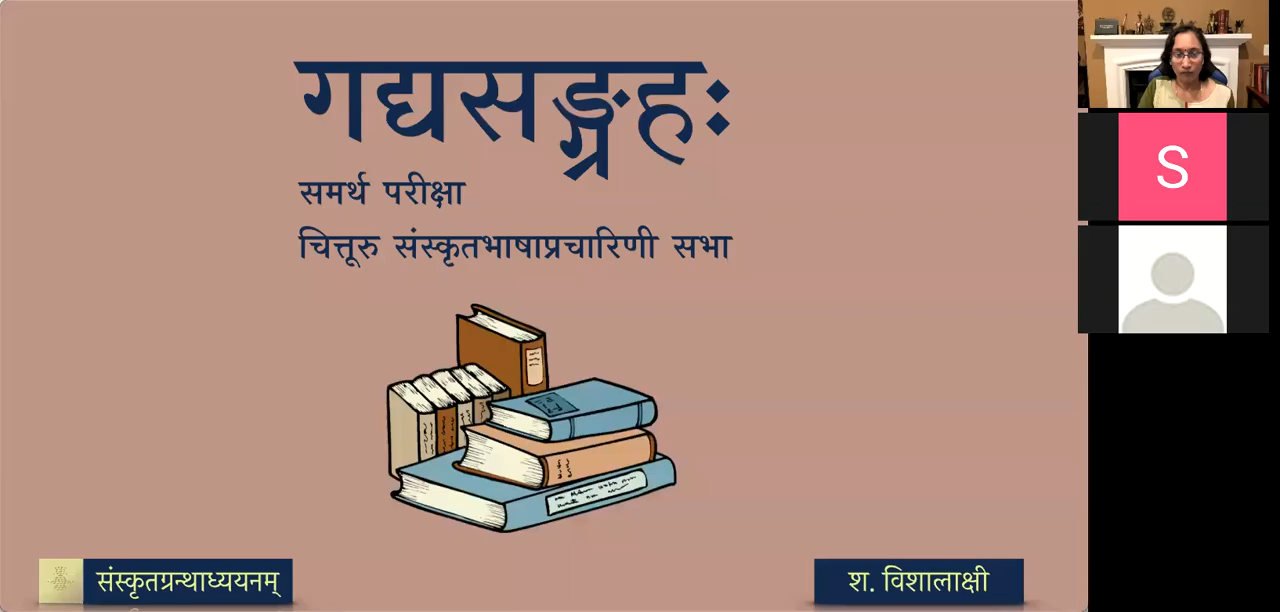 गद्यसङ्ग्रहः
समर्थ परीक्षा
चित्तूरु संस्कृतभाषाप्रचारिणी सभा
संस्कृतग्रन्थाध्ययनम्
श. विशालाक्षी
S